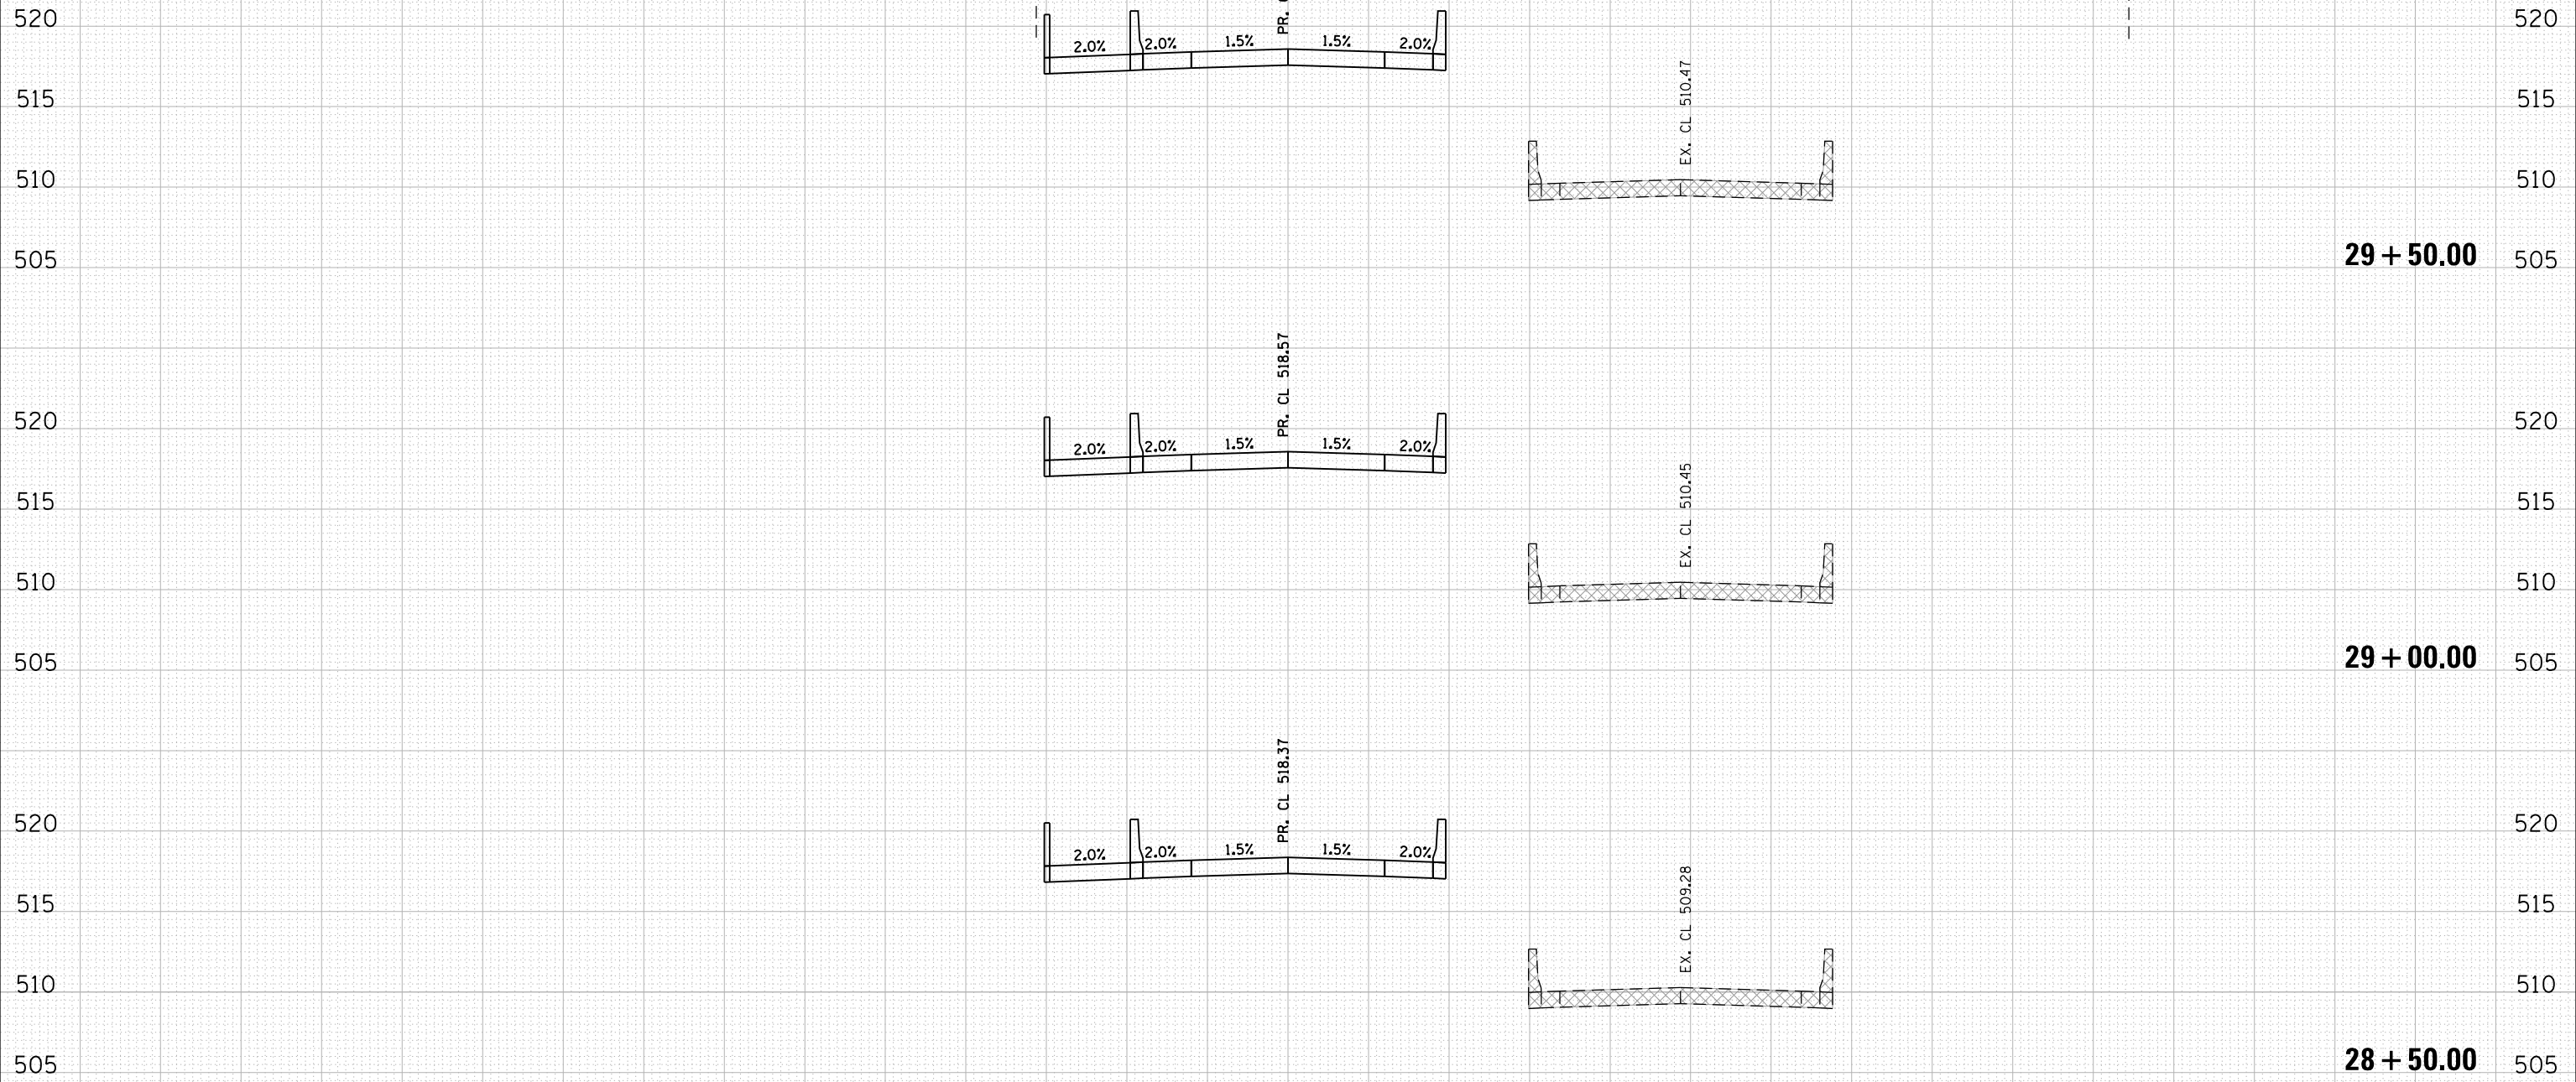 520 520
PR.
2.0% 2.0% 1.5% 1.5% 2.0%
EX. CL 510.47
515 515
510 510
505 29+50.00 505
PR. CL 518.57
520 520
2.0% 2.0% 1.5% 1.5% 2.0%
EX. CL 510.45
515 515
510 510
505 29+00.00 505
PR. CL 518.37
520 520
2.0% 2.0% 1.5% 1.5% 2.0%
EX. CL 509.28
515 515
510 510
505 28+50.00 505